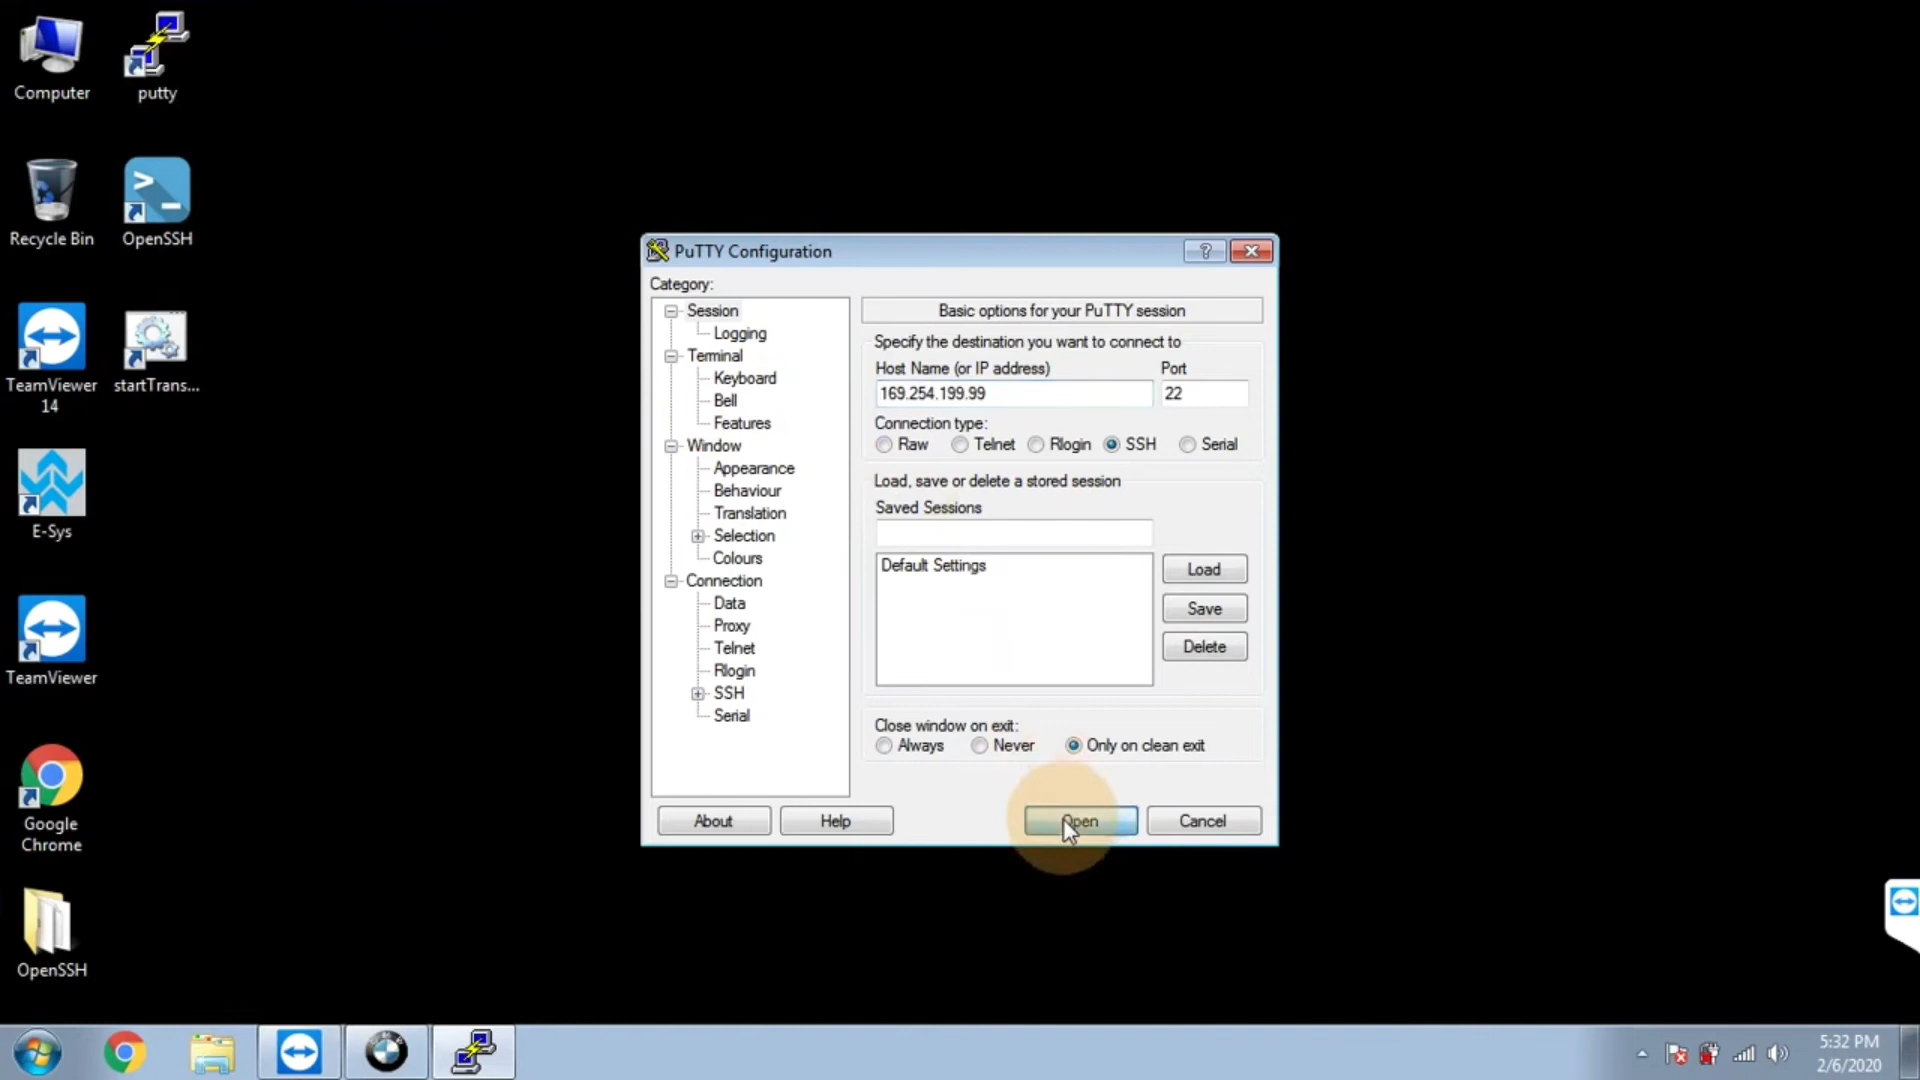 Computer
putty
Recycle Bin
OpenSSH
TeamViewer
14
startTrans...
E-Sys
TeamViewer
Google
Chrome
OpenSSH
PuTTY Configuration
?
Category:
Session
Logging
Terminal
Keyboard
Bell
Features
Window
Appearance
Behaviour
Translation
Selection
Colours
Connection
Data
Proxy
Telnet
Rlogin
SSH
Serial
Basic options for your PuTTY session
Specify the destination you want to connect to
Host Name (or IP address) Port
169.254.199.99 22
Connection type:
Raw Telnet Rlogin SSH Serial
Load, save or delete a stored session
Saved Sessions
Default Settings
Load
Save
Delete
Close window on exit:
Always Never Only on clean exit
About Help Open Cancel
5:32 PM
2/6/2020